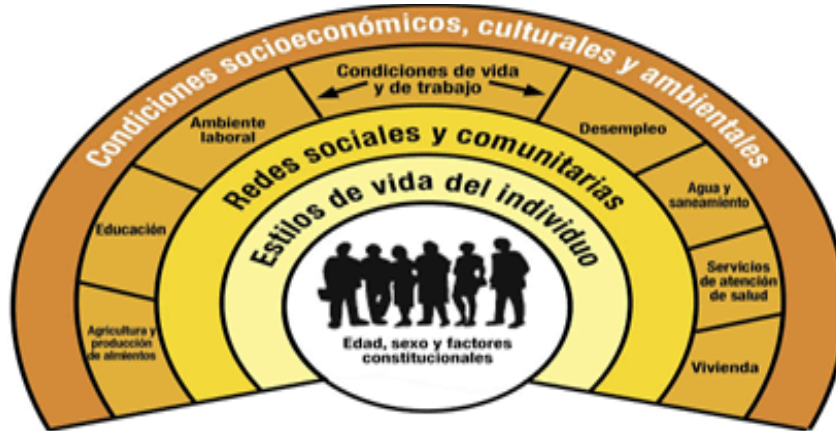 Condiciones socioeconómicos, culturales y ambientales
Condiciones de vida
y de trabajo
Ambiente
laboral
Desempleo
Educación
Agua y
saneamiento
Agricultura y
producción
de almientos
Servicios
de atención
de salud
Vivienda
Redes sociales y comunitarias
Estilos de vida del individuo
Edad, sexo y factores
constitucionales